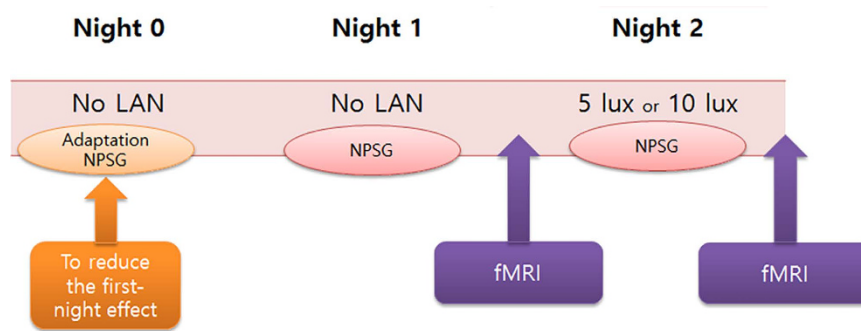 Night 0 Night 1 Night 2
No LAN No LAN 5 lux or 10 lux
Adaptation
NPSG
NPSG
NPSG
To reduce
the first-
night effect
fMRI
fMRI